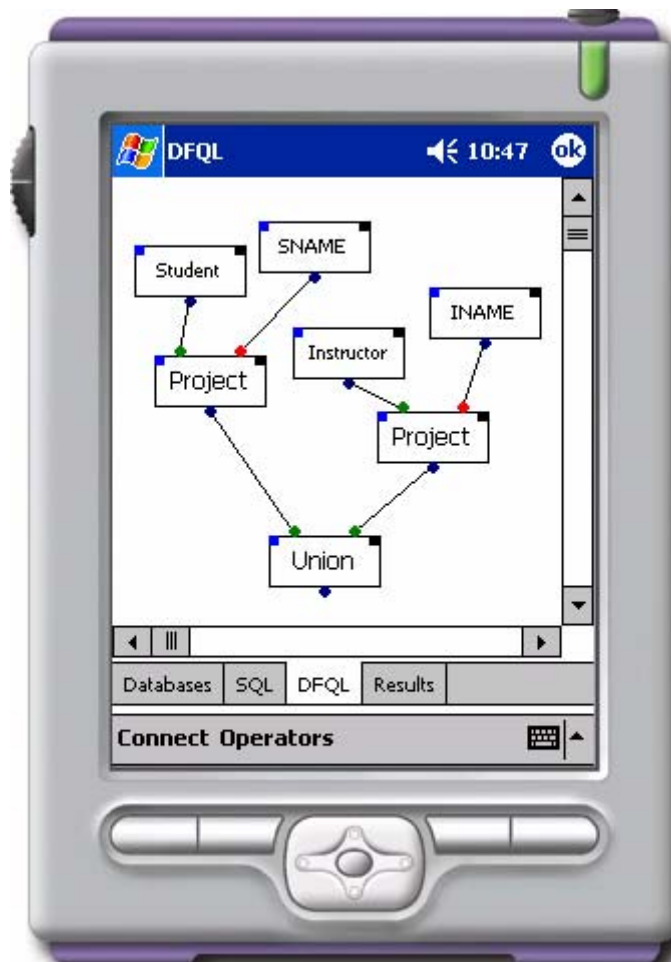 DFQL 10:47 ok
SNAME
Student
INAME
Instructor
Project
Project
Union
Databases SQL DFQL Results
Connect Operators